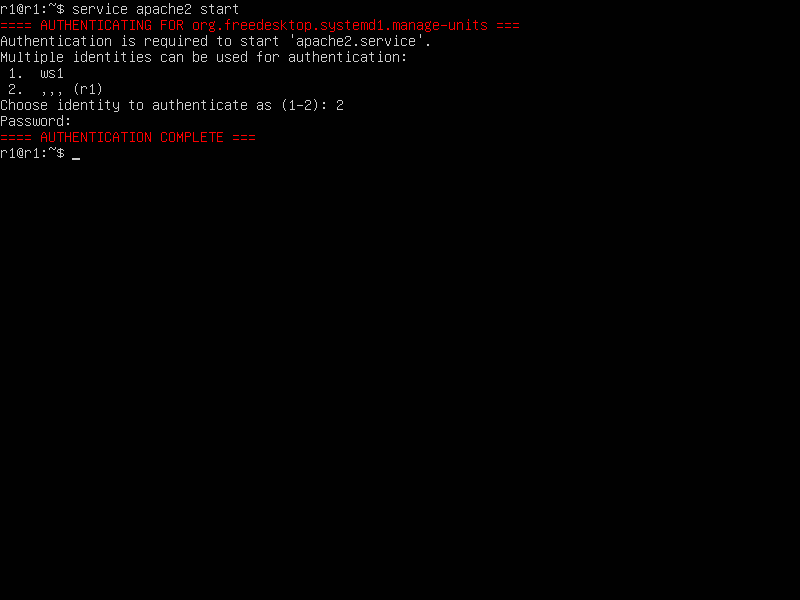 r1@r1:~$ service apache2 start
==== AUTHENTICATING FOR org.freedesktop.systemd1.manage-units ===
Authentication is required to start 'apache2.service'.
Multiple identities can be used for authentication:
 1.  ws1
 2.  ,,, (r1)
Choose identity to authenticate as (1-2): 2
Password:
==== AUTHENTICATION COMPLETE ===
r1@r1:~$ _